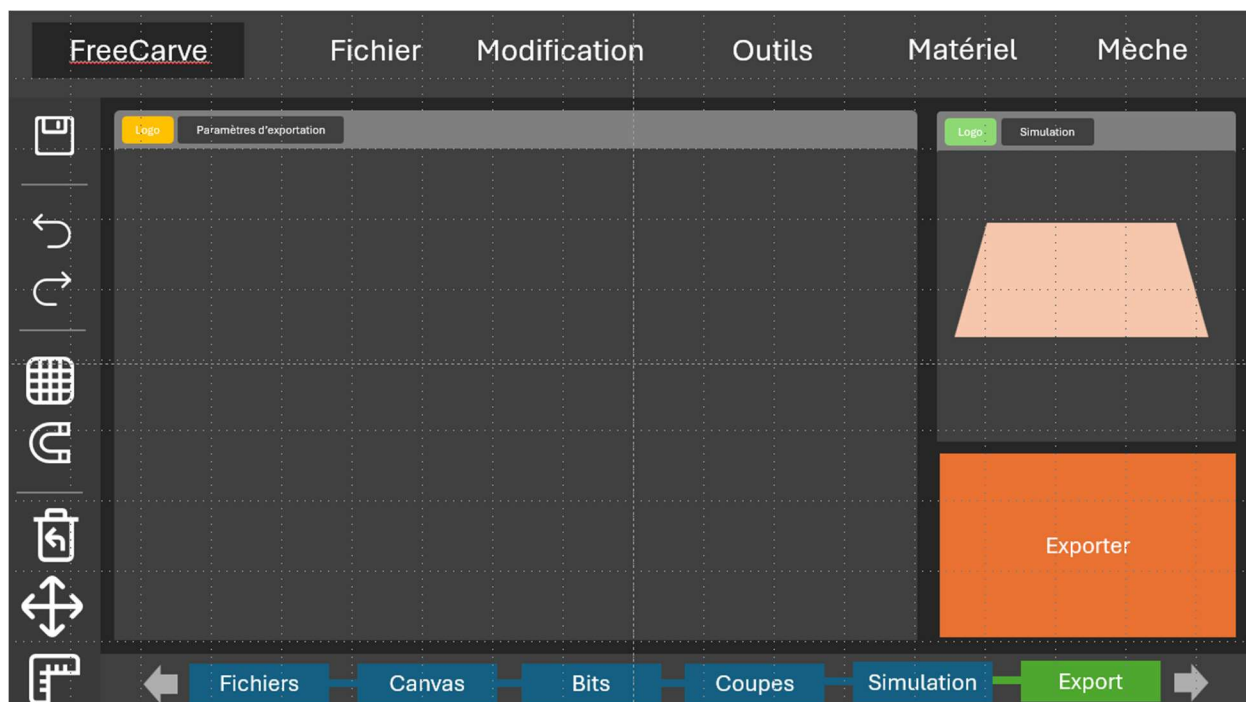 FreeCarve Fichier Modification Outils Matériel Mèche
Logo Paramètres d'exportation
Logo Simulation
Exporter
Fichiers Canvas Bits Coupes Simulation Export